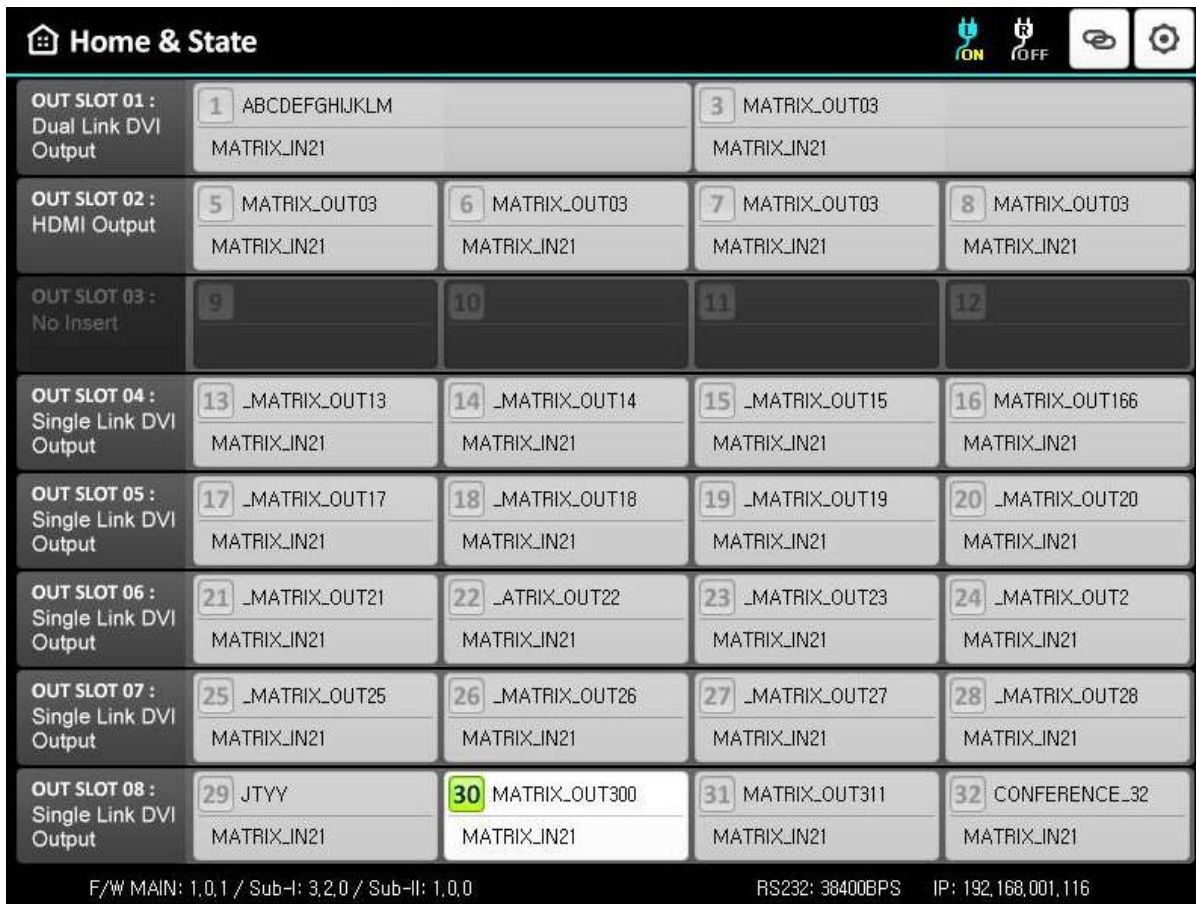 Home & State
L
ON
R
OFF
OUT SLOT 01 :
Dual Link DVI
Output
1 ABCDEFGHIJKLM
MATRIX_IN21
3 MATRIX_OUT03
MATRIX_IN21
OUT SLOT 02 :
HDMI Output
5 MATRIX_OUT03
MATRIX_IN21
6 MATRIX_OUT03
MATRIX_IN21
7 MATRIX_OUT03
MATRIX_IN21
8 MATRIX_OUT03
MATRIX_IN21
OUT SLOT 03 :
No Insert
9
10
11
12
OUT SLOT 04 :
Single Link DVI
Output
13 _MATRIX_OUT13
MATRIX_IN21
14 _MATRIX_OUT14
MATRIX_IN21
15 _MATRIX_OUT15
MATRIX_IN21
16 MATRIX_OUT166
MATRIX_IN21
OUT SLOT 05 :
Single Link DVI
Output
17 _MATRIX_OUT17
MATRIX_IN21
18 _MATRIX_OUT18
MATRIX_IN21
19 _MATRIX_OUT19
MATRIX_IN21
20 _MATRIX_OUT20
MATRIX_IN21
OUT SLOT 06 :
Single Link DVI
Output
21 _MATRIX_OUT21
MATRIX_IN21
22 _ATRIX_OUT22
MATRIX_IN21
23 _MATRIX_OUT23
MATRIX_IN21
24 _MATRIX_OUT2
MATRIX_IN21
OUT SLOT 07 :
Single Link DVI
Output
25 _MATRIX_OUT25
MATRIX_IN21
26 _MATRIX_OUT26
MATRIX_IN21
27 _MATRIX_OUT27
MATRIX_IN21
28 _MATRIX_OUT28
MATRIX_IN21
OUT SLOT 08 :
Single Link DVI
Output
29 JTYY
MATRIX_IN21
30 MATRIX_OUT300
MATRIX_IN21
31 MATRIX_OUT311
MATRIX_IN21
32 CONFERENCE_32
MATRIX_IN21
F/W MAIN: 1.0.1 / Sub-I: 3.2.0 / Sub-II: 1.0.0
RS232: 38400BPS
IP: 192.168.001.116